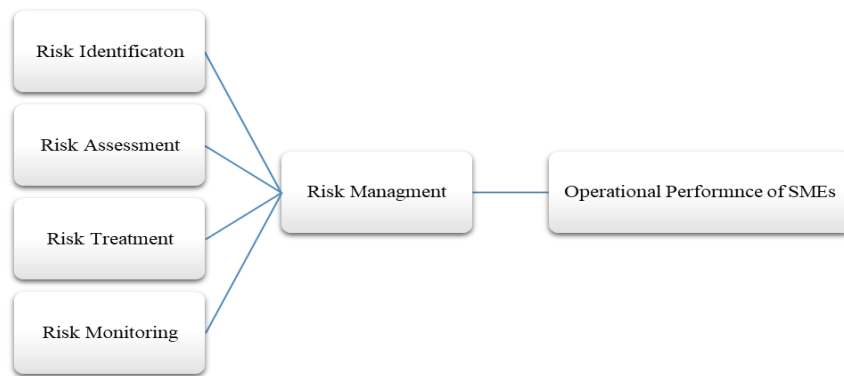 Risk Identificaton
Risk Assessment
Risk Treatment
Risk Monitoring
Risk Managment
Operational Performnce of SMEs